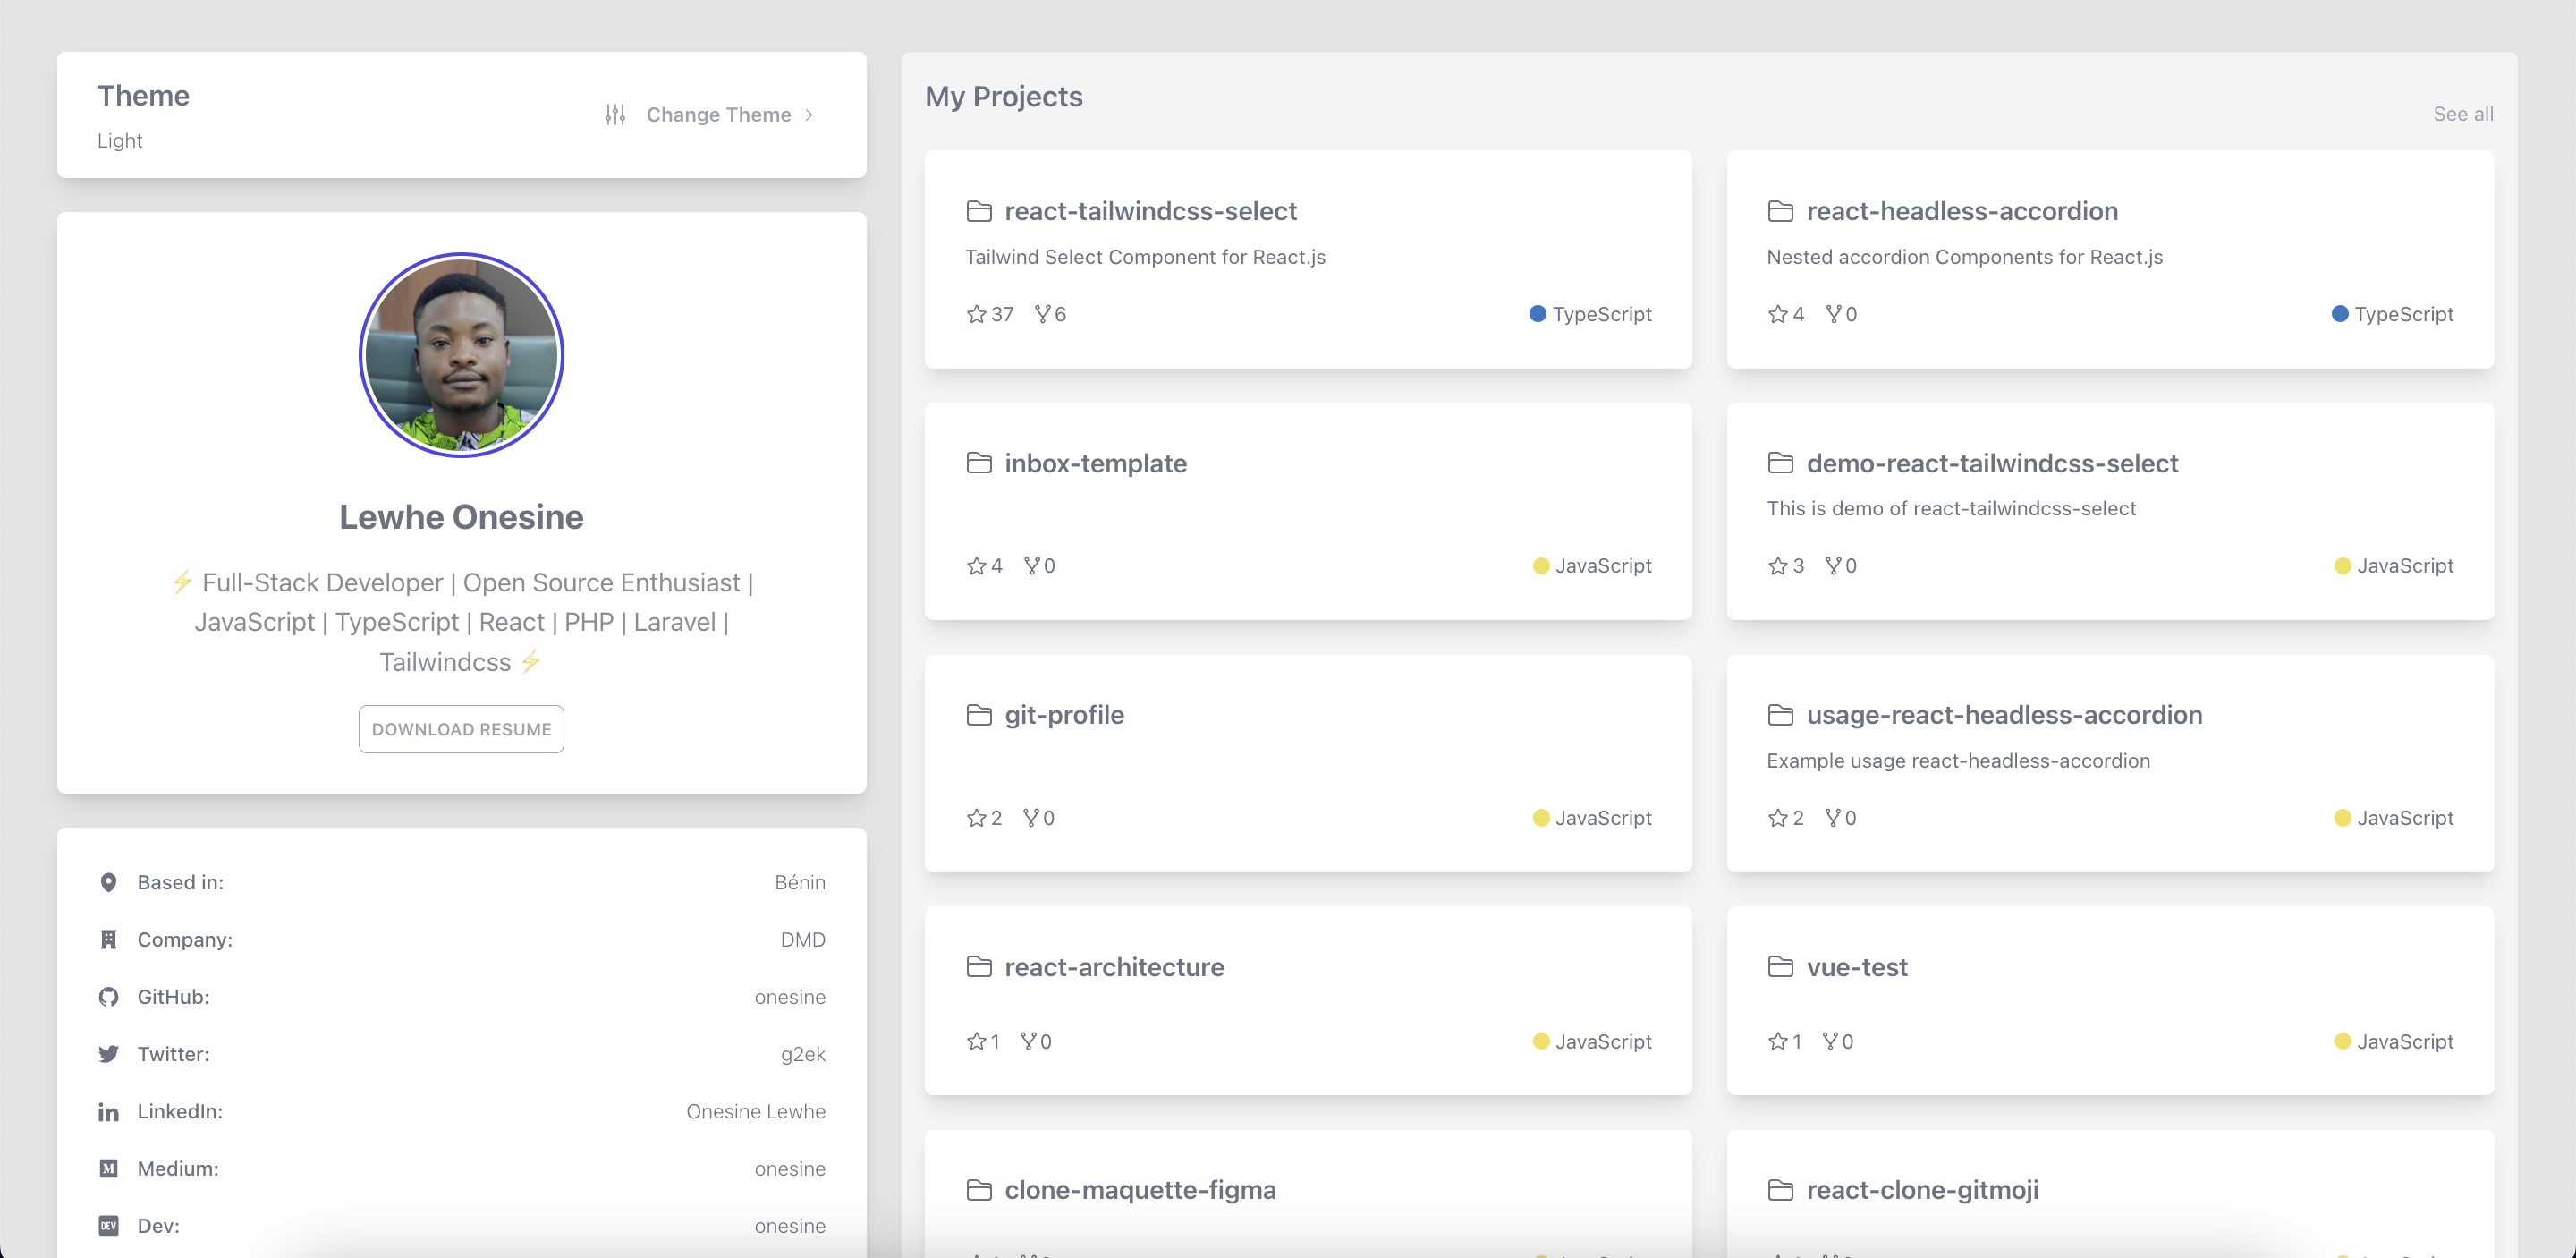 Theme
Light
Change Theme
Lewhe Onesine
⚡ Full-Stack Developer | Open Source Enthusiast |
JavaScript | TypeScript | React | PHP | Laravel |
Tailwindcss ⚡
DOWNLOAD RESUME
Based in: Bénin
Company: DMD
GitHub: onesine
Twitter: g2ek
LinkedIn: Onesine Lewhe
Medium: onesine
DEV Dev: onesine
My Projects
See all
react-tailwindcss-select
Tailwind Select Component for React.js
37 6 TypeScript
react-headless-accordion
Nested accordion Components for React.js
4 0 TypeScript
inbox-template
4 0 JavaScript
demo-react-tailwindcss-select
This is demo of react-tailwindcss-select
3 0 JavaScript
git-profile
2 0 JavaScript
usage-react-headless-accordion
Example usage react-headless-accordion
2 0 JavaScript
react-architecture
1 0 JavaScript
vue-test
1 0 JavaScript
clone-maquette-figma
react-clone-gitmoji